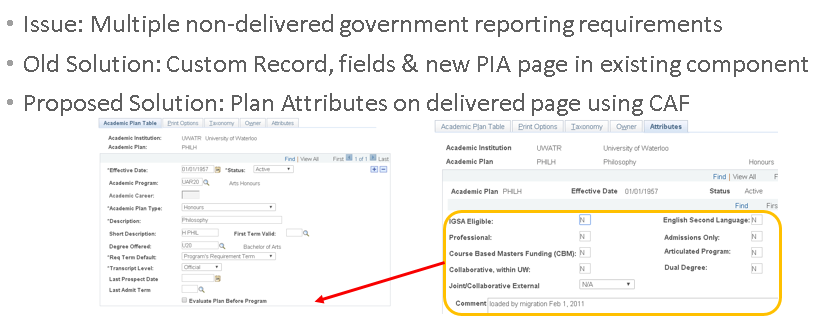 • Issue: Multiple non-delivered government reporting requirements
• Old Solution: Custom Record, fields & new PIA page in existing component
• Proposed Solution: Plan Attributes on delivered page using CAF
Academic Plan Table Print Options Taxonomy Owner Attributes
Academic Institution: UWATR University of Waterloo
Academic Plan: PHILH
Find | View All First 1 of 1 Last
*Effective Date: 01/01/1957 *Status: Active
Academic Program: UAR20 Arts Honours
Academic Career:
*Academic Plan Type: Honours
*Description: Philosophy
Short Description: H PHIL First Term Valid:
Degree Offered: U20 Bachelor of Arts
*Req Term Default: Program's Requirement Term
*Transcript Level: Official
Last Prospect Date
Last Admit Term
Evaluate Plan Before Program
Academic Plan Table Print Options Taxonomy Owner Attributes
Academic Institution UWATR University of Waterloo
Academic Plan PHILH Philosophy Honours
Find | View All F
Academic Plan PHILH Effective Date 01/01/1957 Status Active
Find Firs
IGSA Eligible: N English Second Language: N
Professional: N Admissions Only: N
Course Based Masters Funding (CBM): N Articulated Program: N
Collaborative, within UW: N Dual Degree: N
Joint/Collaborative External N/A
Comment loaded by migration Feb 1, 2011